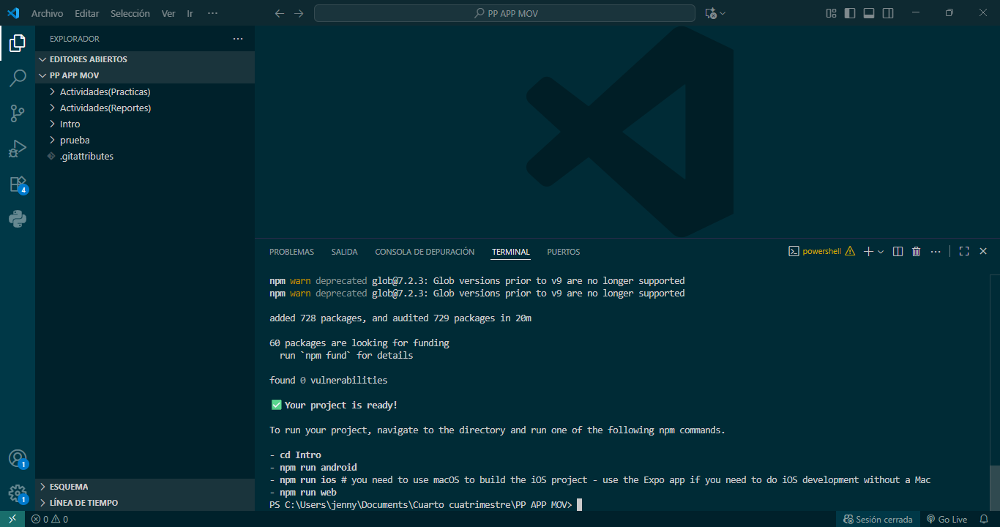 Archivo Editar Selección Ver Ir ···
PP APP MOV
EXPLORADOR
EDITORES ABIERTOS
PP APP MOV
Actividades(Practicas)
Actividades(Reportes)
Intro
prueba
.gitattributes
4
1
1
ESQUEMA
LÍNEA DE TIEMPO
PROBLEMAS SALIDA CONSOLA DE DEPURACIÓN TERMINAL PUERTOS
powershell
npm warn deprecated glob@7.2.3: Glob versions prior to v9 are no longer supported
npm warn deprecated glob@7.2.3: Glob versions prior to v9 are no longer supported
added 728 packages, and audited 729 packages in 20m
60 packages are looking for funding
run `npm fund` for details
found 0 vulnerabilities
✅ Your project is ready!
To run your project, navigate to the directory and run one of the following npm commands.
- cd Intro
- npm run android
- npm run ios # you need to use macOS to build the iOS project - use the Expo app if you need to do iOS development without a Mac
- npm run web
PS C:\Users\jenny\Documents\Cuarto cuatrimestre\PP APP MOV>
0 0
Sesión cerrada
Go Live